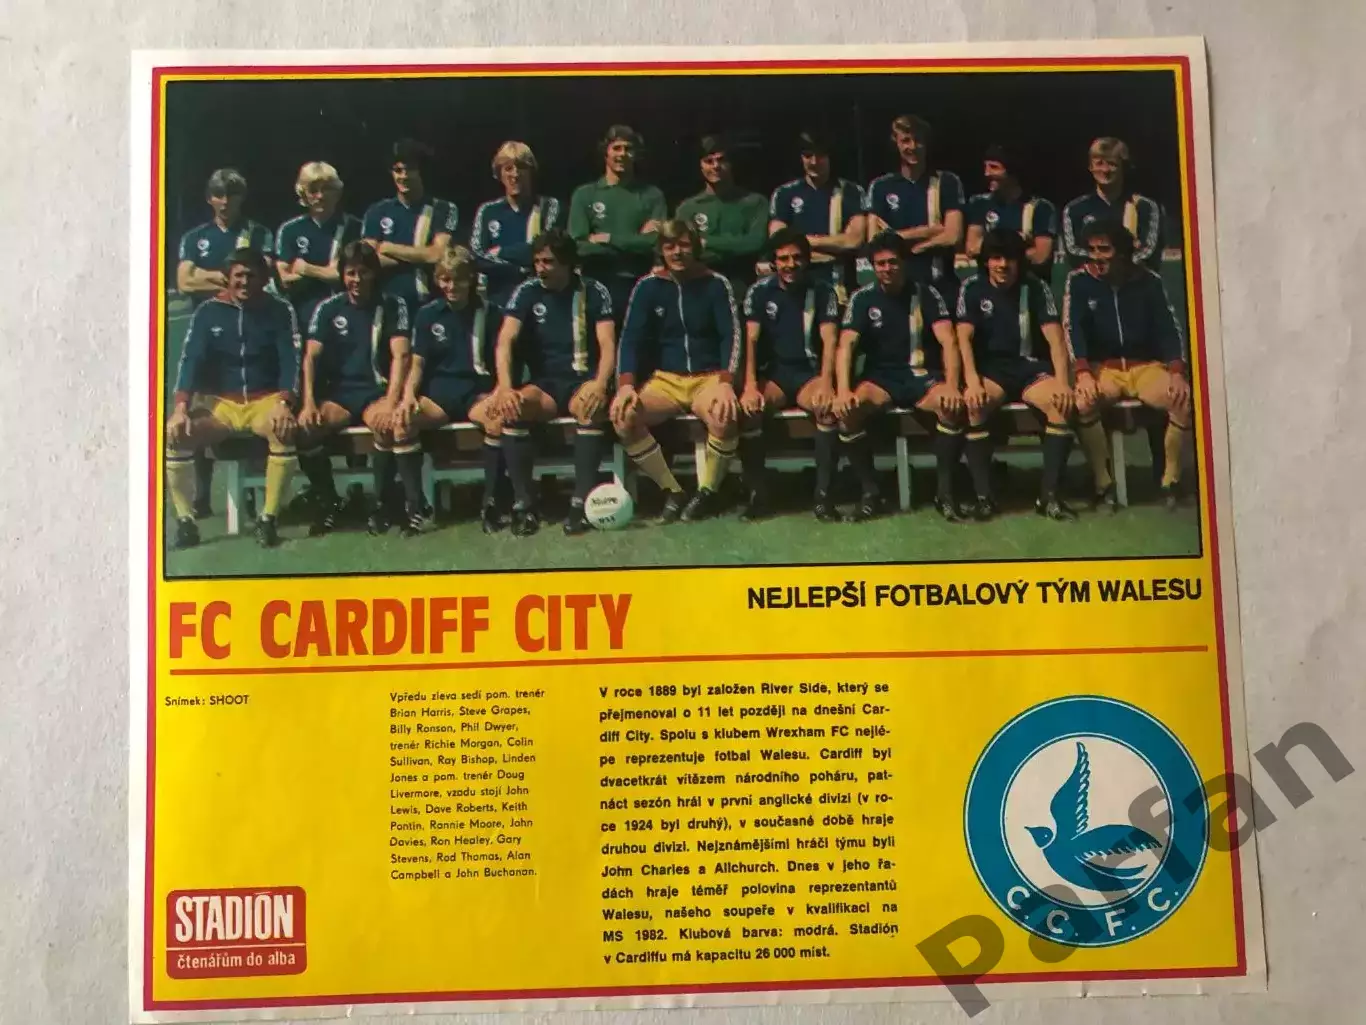 FC CARDIFF CITY
NEJLEPŠÍ FOTBALOVÝ TÝM WALESU
Snímek: SHOOT
Vpředu zleva sedí pom. trenér
Brian Harris, Steve Grapes,
Billy Ronson, Phil Dwyer,
trenér Richie Morgan, Colin
Sullivan, Ray Bishop, Linden
Jones a pom. trenér Doug
Livermore, vzadu stojí John
Lewis, Dave Roberts, Keith
Pontin, Rannie Moore, John
Davies, Ron Healey, Gary
Stevens, Rod Thomas, Alan
Campbell a John Buchanan.
V roce 1889 byl založen River Side, který se
přejmenoval o 11 let později na dnešní Car-
diff City. Spolu s klubem Wrexham FC nejlé-
pe reprezentuje fotbal Walesu. Cardiff byl
dvacetkrát vítězem národního poháru, pat-
náct sezón hrál v první anglické divizi (v ro-
ce 1924 byl druhý), v současné době hraje
druhou divizi. Nejznámějšími hráči týmu byli
John Charles a Allchurch. Dnes v jeho řa-
dách hraje téměř polovina reprezentantů
Walesu, našeho soupeře v kvalifikaci na
MS 1982. Klubová barva: modrá. Stadión
v Cardiffu má kapacitu 26 000 míst.
C.C.F.C.
STADIÓN
čtenářům do alba
Parfan